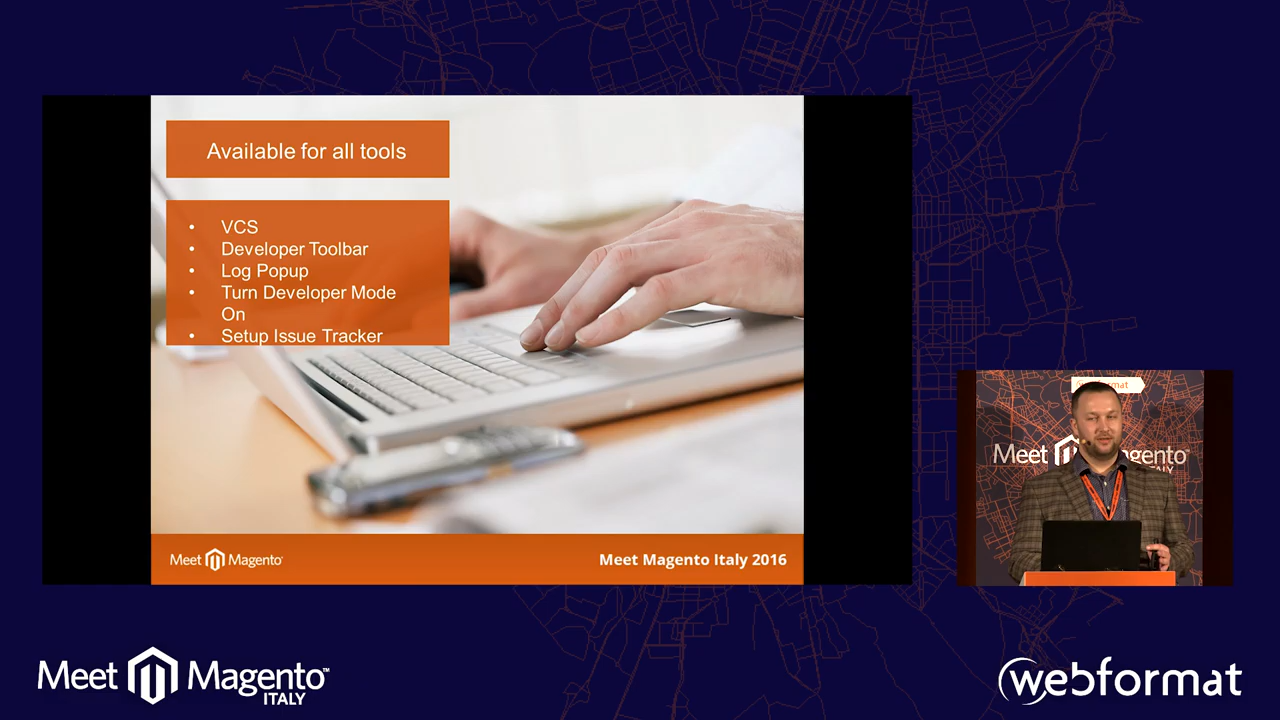 Available for all tools
• VCS
• Developer Toolbar
• Log Popup
• Turn Developer Mode
On
• Setup Issue Tracker
Meet Magento
Meet Magento Italy 2016
Meet Magento
ITALY
Meet Magento™
ITALY
webformat